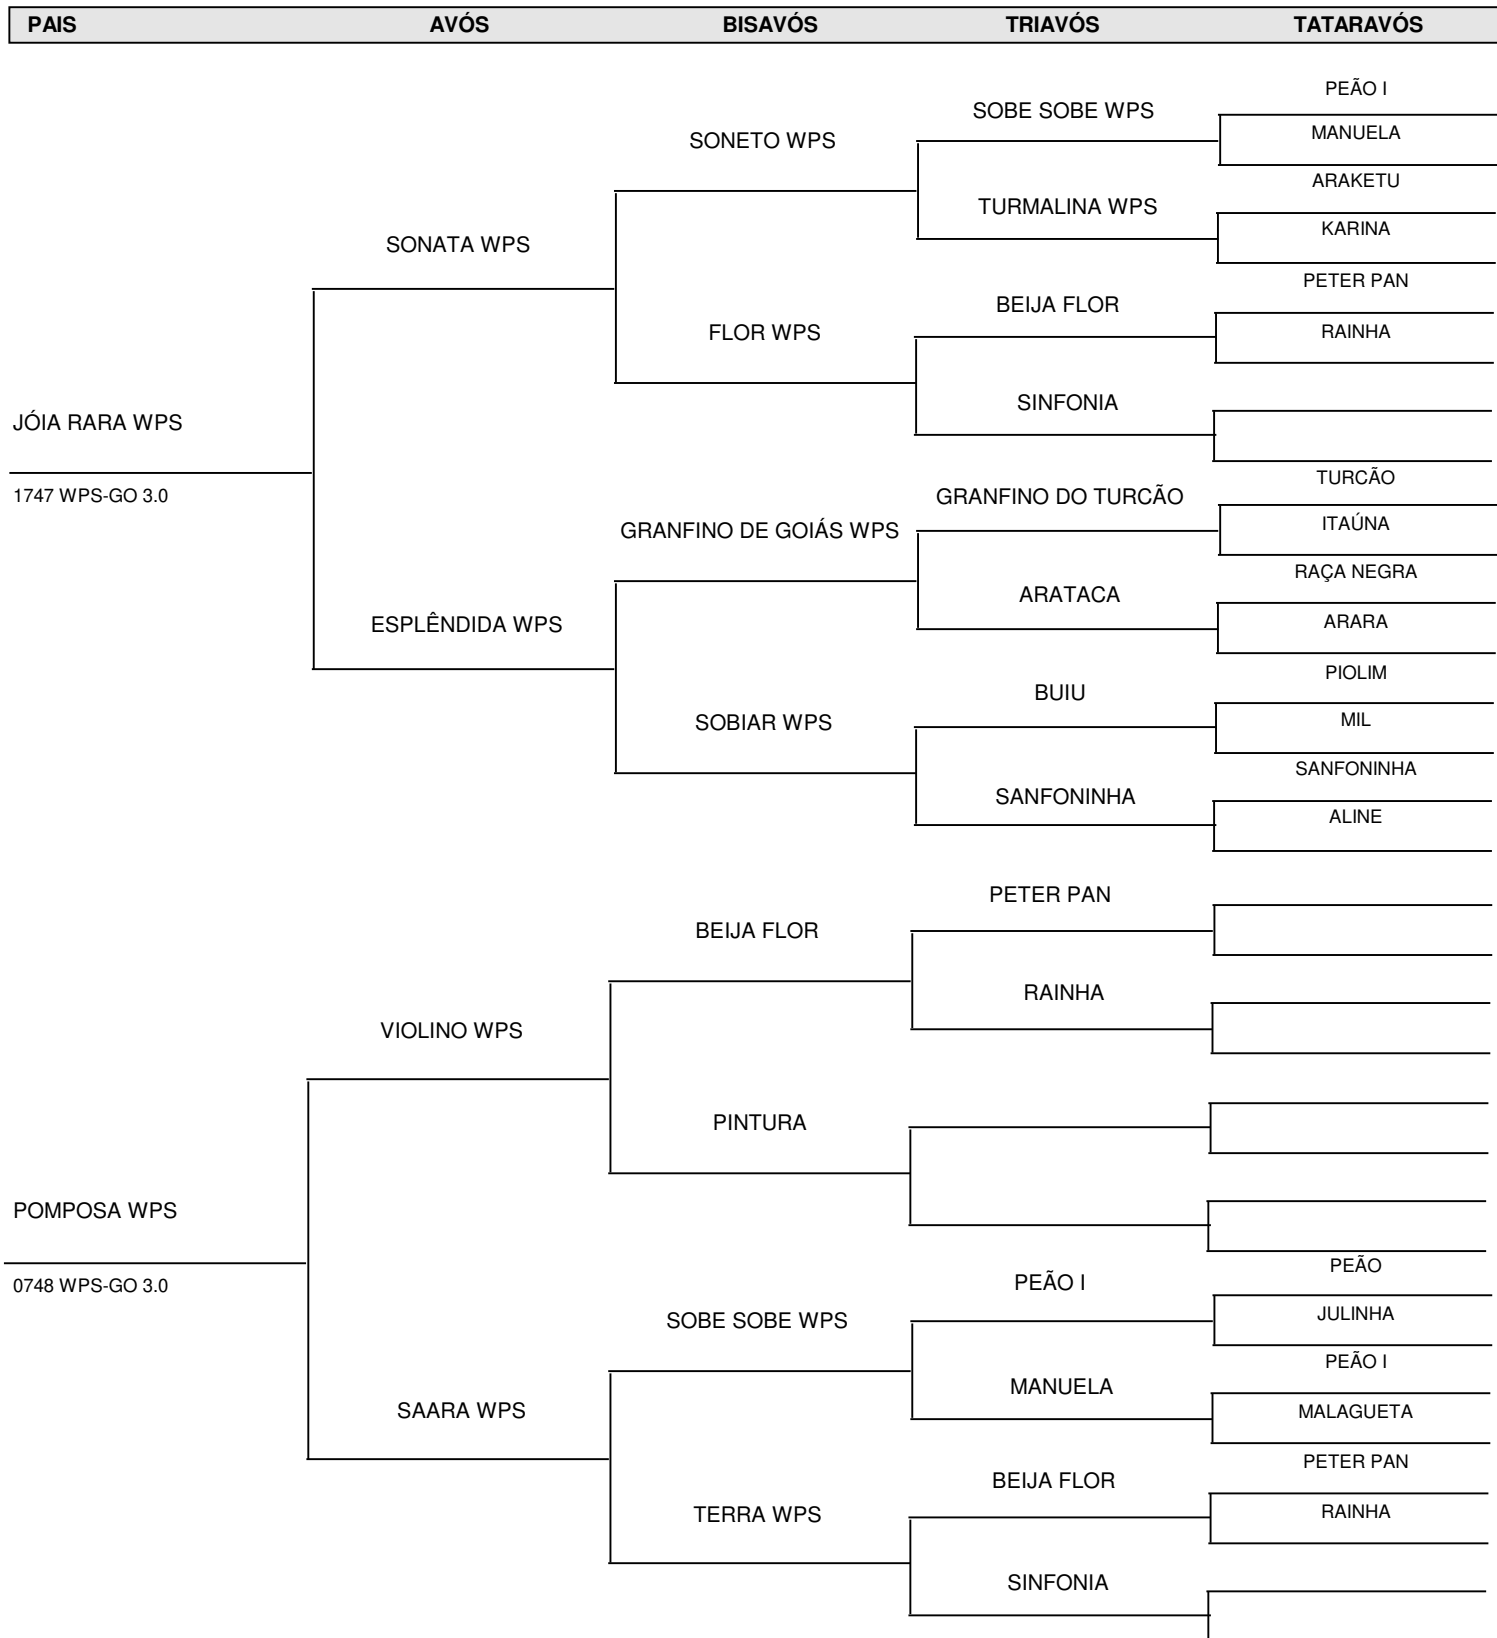 PAIS AVÓS BISAVÓS TRIAVÓS TATARAVÓS
PEÃO I
SOBE SOBE WPS
MANUELA
SONETO WPS
ARAKETU
TURMALINA WPS
KARINA
SONATA WPS
PETER PAN
BEIJA FLOR
RAINHA
FLOR WPS
SINFONIA
JÓIA RARA WPS
TURCÃO
1747 WPS-GO 3.0
GRANFINO DO TURCÃO
ITAÚNA
GRANFINO DE GOIÁS WPS
RAÇA NEGRA
ARATACA
ARARA
ESPLÊNDIDA WPS
PIOLIM
BUIU
MIL
SOBIAR WPS
SANFONINHA
SANFONINHA
ALINE
PETER PAN
BEIJA FLOR
RAINHA
VIOLINO WPS
PINTURA
POMPOSA WPS
PEÃO
0748 WPS-GO 3.0
PEÃO I
JULINHA
SOBE SOBE WPS
PEÃO I
MANUELA
SAARA WPS
MALAGUETA
PETER PAN
BEIJA FLOR
RAINHA
TERRA WPS
SINFONIA